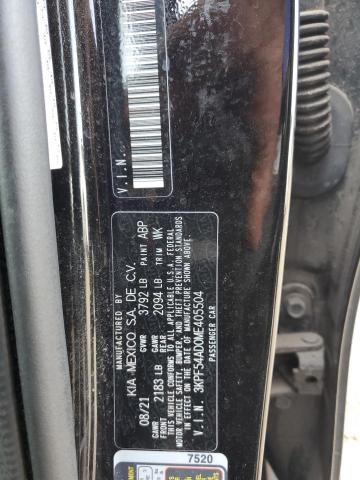 V.I.N.
MANUFACTURED BY
KIA MEXICO S.A. DE C.V.
08/21 GVWR 3792 LB PAINT ABP
GAWR FRONT 2183 LB GAWR REAR 2094 LB TRIM WK
THIS VEHICLE CONFORMS TO ALL APPLICABLE U.S.A. FEDERAL
MOTOR VEHICLE SAFETY, BUMPER, AND THEFT PREVENTION STANDARDS
IN EFFECT ON THE DATE OF MANUFACTURE SHOWN ABOVE.
V.I.N. 3KPF54AD0ME405504
PASSENGER CAR
7520